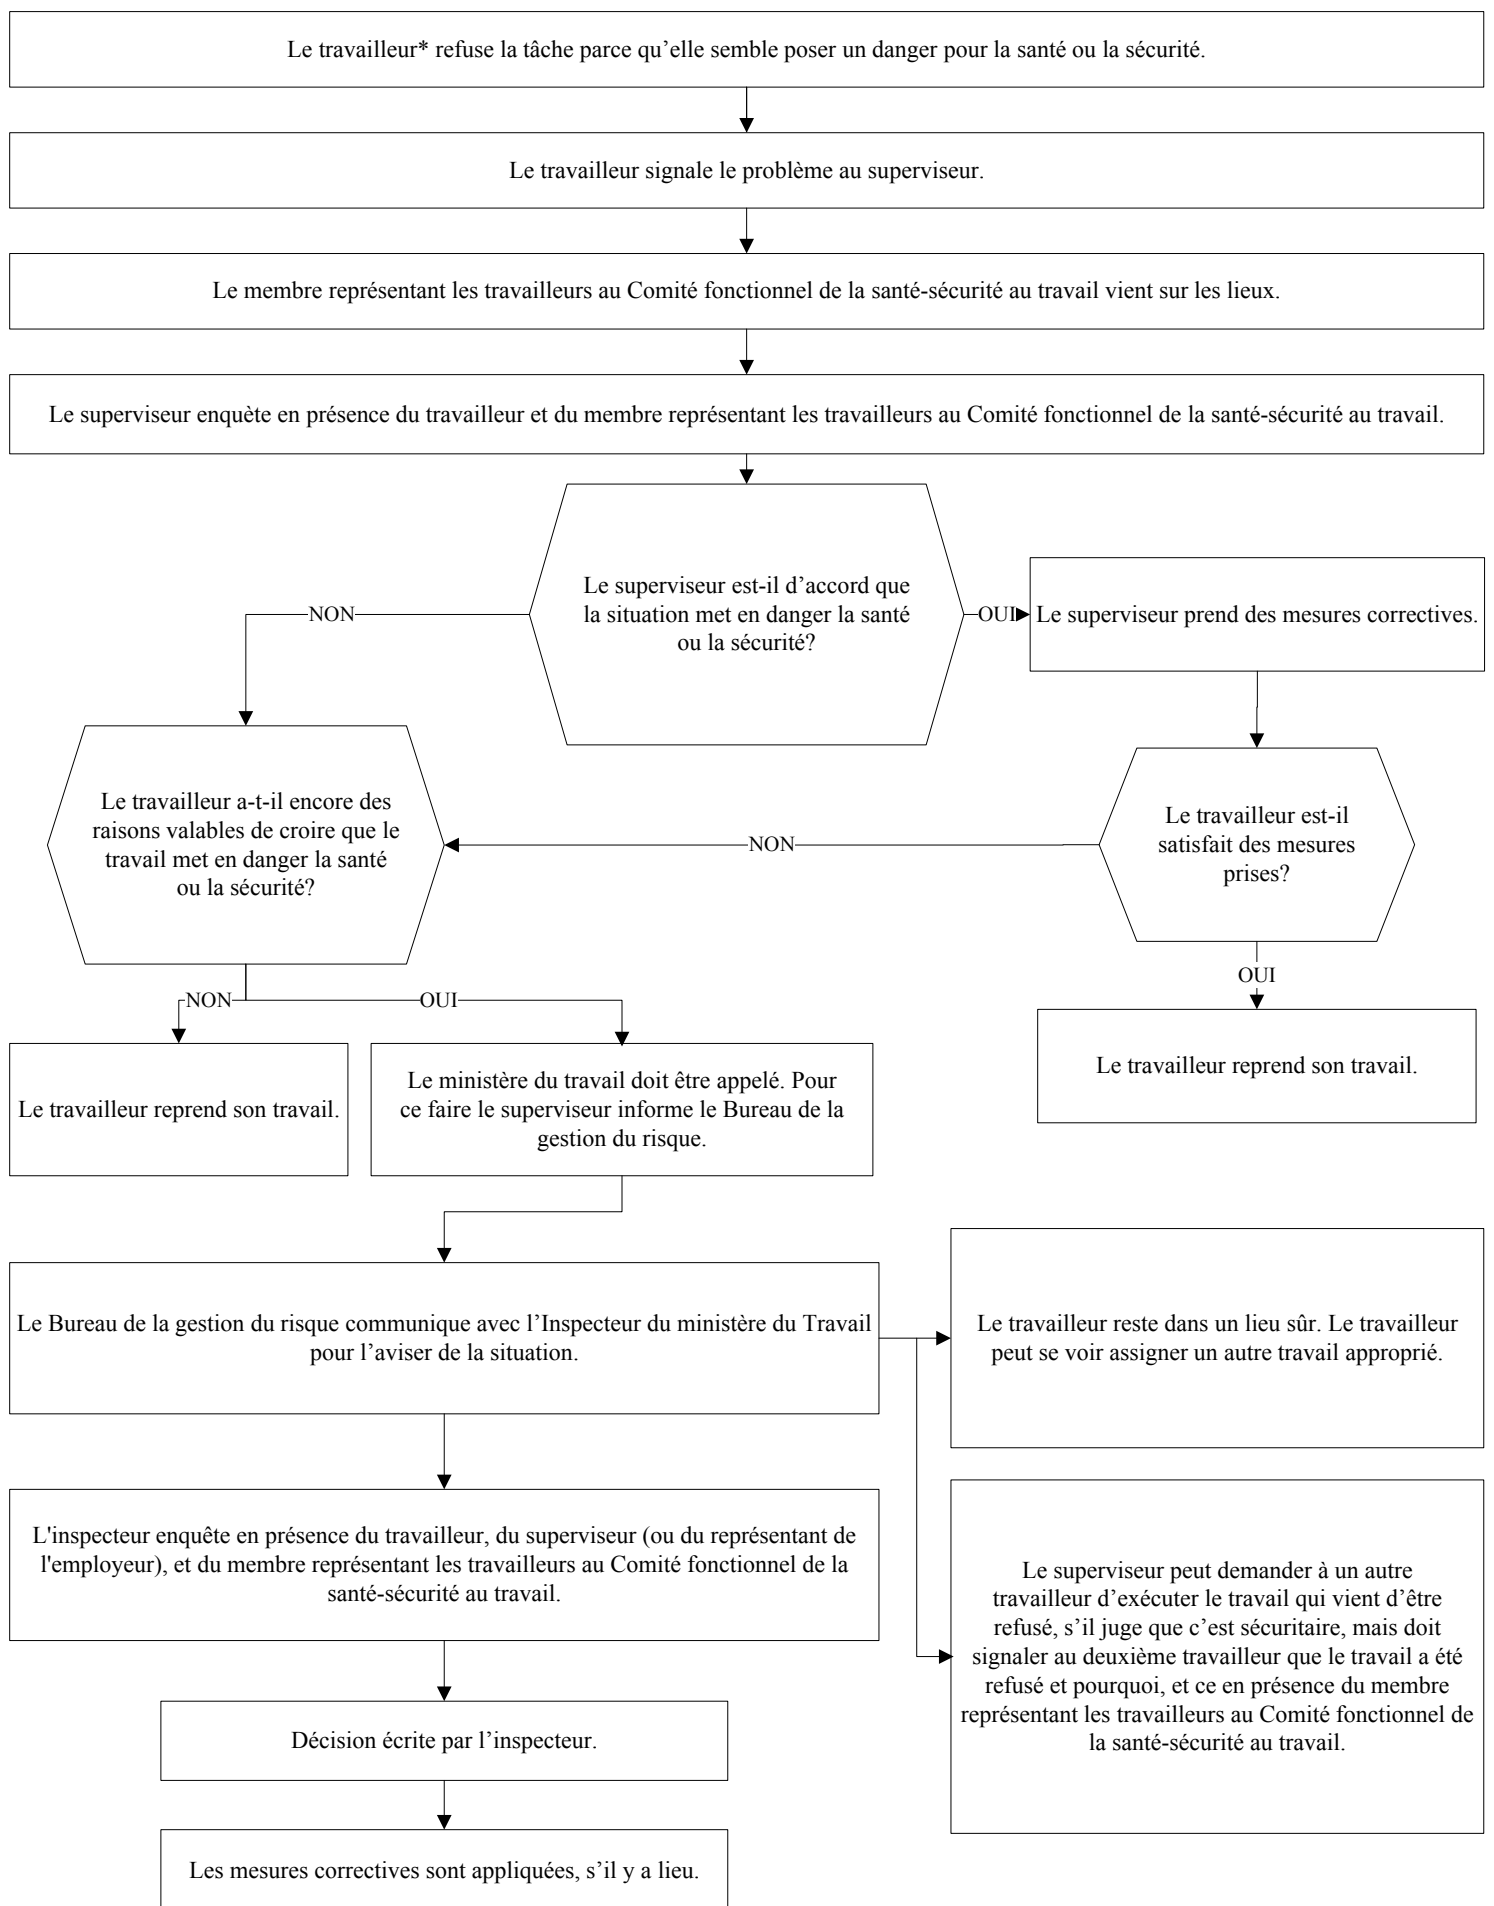 Le travailleur* refuse la tâche parce qu’elle semble poser un danger pour la santé ou la sécurité.
Le travailleur signale le problème au superviseur.
Le membre représentant les travailleurs au Comité fonctionnel de la santé-sécurité au travail vient sur les lieux.
Le superviseur enquète en présence du travailleur et du membre représentant les travailleurs au Comité fonctionnel de la santé-sécurité au travail.
Le superviseur est-il d’accord que
la situation met en danger la santé
ou la sécurité?
NON
OUI
Le superviseur prend des mesures correctives.
Le travailleur a-t-il encore des
raisons valables de croire que le
travail met en danger la santé
ou la sécurité?
NON
Le travailleur est-il
satisfait des mesures
prises?
NON
OUI
OUI
Le travailleur reprend son travail.
Le ministère du travail doit être appelé. Pour
ce faire le superviseur informe le Bureau de la
gestion du risque.
Le travailleur reprend son travail.
Le Bureau de la gestion du risque communique avec l’Inspecteur du ministère du Travail
pour l’aviser de la situation.
Le travailleur reste dans un lieu sûr. Le travailleur
peut se voir assigner un autre travail approprié.
L'inspecteur enquête en présence du travailleur, du superviseur (ou du représentant de
l'employeur), et du membre représentant les travailleurs au Comité fonctionnel de la
santé-sécurité au travail.
Le superviseur peut demander à un autre
travailleur d’exécuter le travail qui vient d’être
refusé, s’il juge que c’est sécuritaire, mais doit
signaler au deuxième travailleur que le travail a été
refusé et pourquoi, et ce en présence du membre
représentant les travailleurs au Comité fonctionnel de
la santé-sécurité au travail.
Décision écrite par l’inspecteur.
Les mesures correctives sont appliquées, s’il y a lieu.